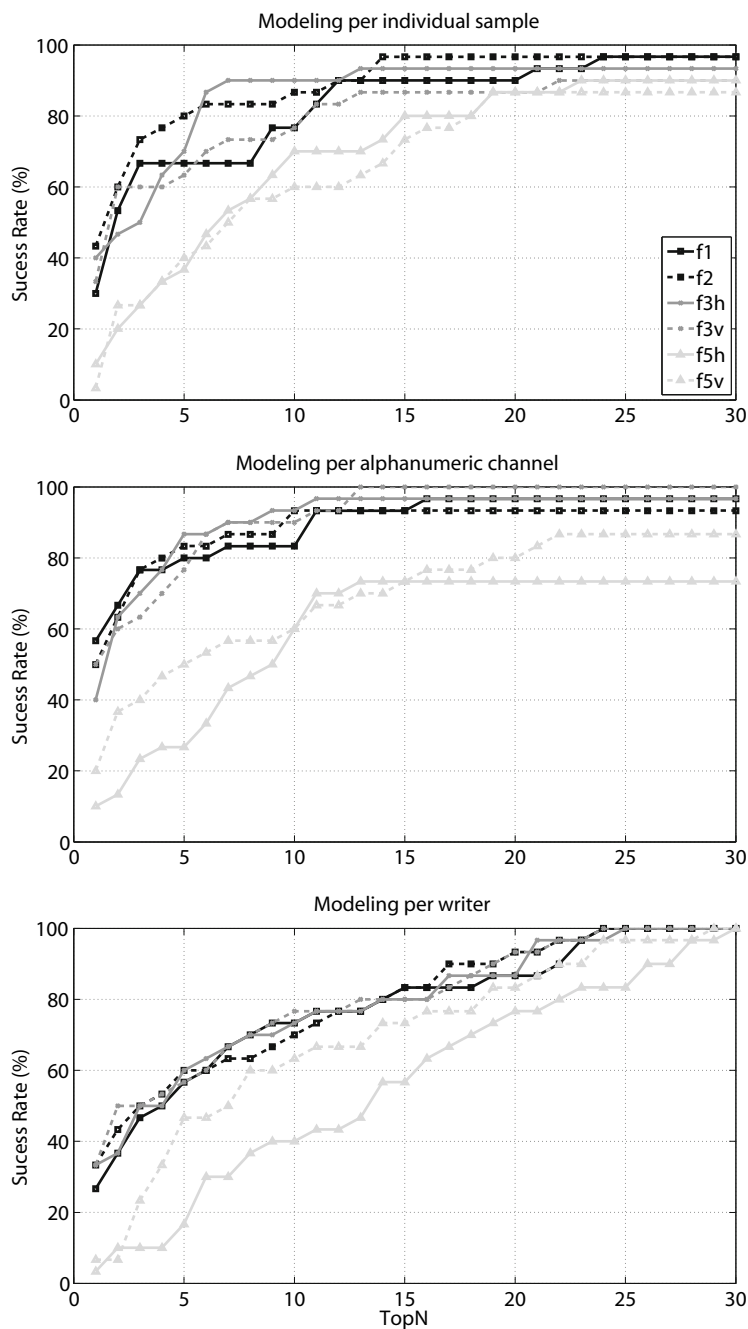 Modeling per individual sample
100
80
60
40
20
0
Sucess Rate (%)
0 5 10 15 20 25 30
f1
f2
f3h
f3v
f5h
f5v
Modeling per alphanumeric channel
100
80
60
40
20
0
Sucess Rate (%)
0 5 10 15 20 25 30
Modeling per writer
100
80
60
40
20
0
Sucess Rate (%)
0 5 10 15 20 25 30
TopN